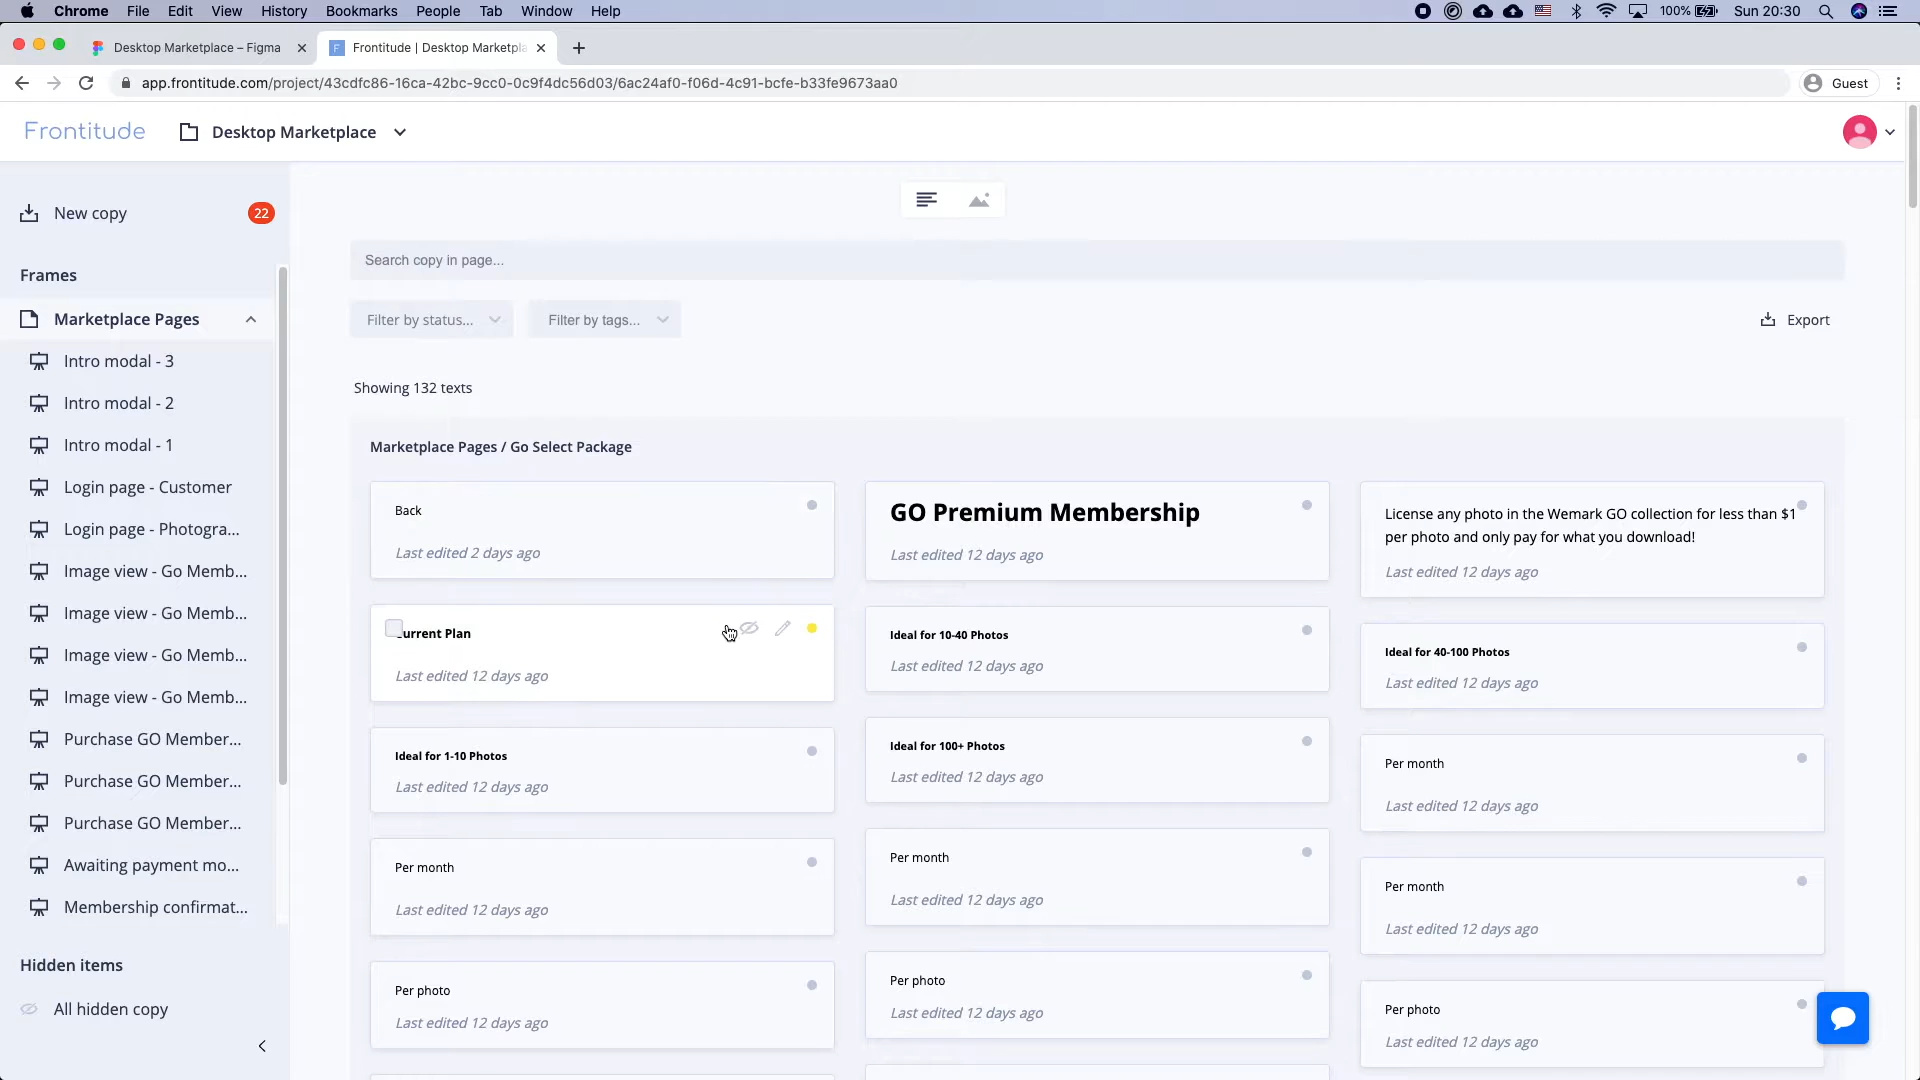 Chrome File Edit View History Bookmarks People Tab Window Help 100% Sun 20:30
Desktop Marketplace – Figma
Frontitude | Desktop Marketpla
app.frontitude.com/project/43cdfc86-16ca-42bc-9cc0-0c9f4dc56d03/6ac24af0-f06d-4c91-bcfe-b33fe9673aa0
Guest
Frontitude
Desktop Marketplace
New copy
22
Frames
Marketplace Pages
Intro modal - 3
Intro modal - 2
Intro modal - 1
Login page - Customer
Login page - Photogra...
Image view - Go Memb...
Image view - Go Memb...
Image view - Go Memb...
Image view - Go Memb...
Purchase GO Member...
Purchase GO Member...
Purchase GO Member...
Awaiting payment mo...
Membership confirmat...
Hidden items
All hidden copy
Search copy in page...
Filter by status...
Filter by tags...
Export
Showing 132 texts
Marketplace Pages / Go Select Package
Back
Last edited 2 days ago
GO Premium Membership
Last edited 12 days ago
License any photo in the Wemark GO collection for less than $1
per photo and only pay for what you download!
Last edited 12 days ago
urrent Plan
Last edited 12 days ago
Ideal for 10-40 Photos
Last edited 12 days ago
Ideal for 40-100 Photos
Last edited 12 days ago
Ideal for 1-10 Photos
Last edited 12 days ago
Ideal for 100+ Photos
Last edited 12 days ago
Per month
Last edited 12 days ago
Per month
Last edited 12 days ago
Per month
Last edited 12 days ago
Per month
Last edited 12 days ago
Per photo
Last edited 12 days ago
Per photo
Last edited 12 days ago
Per photo
Last edited 12 days ago